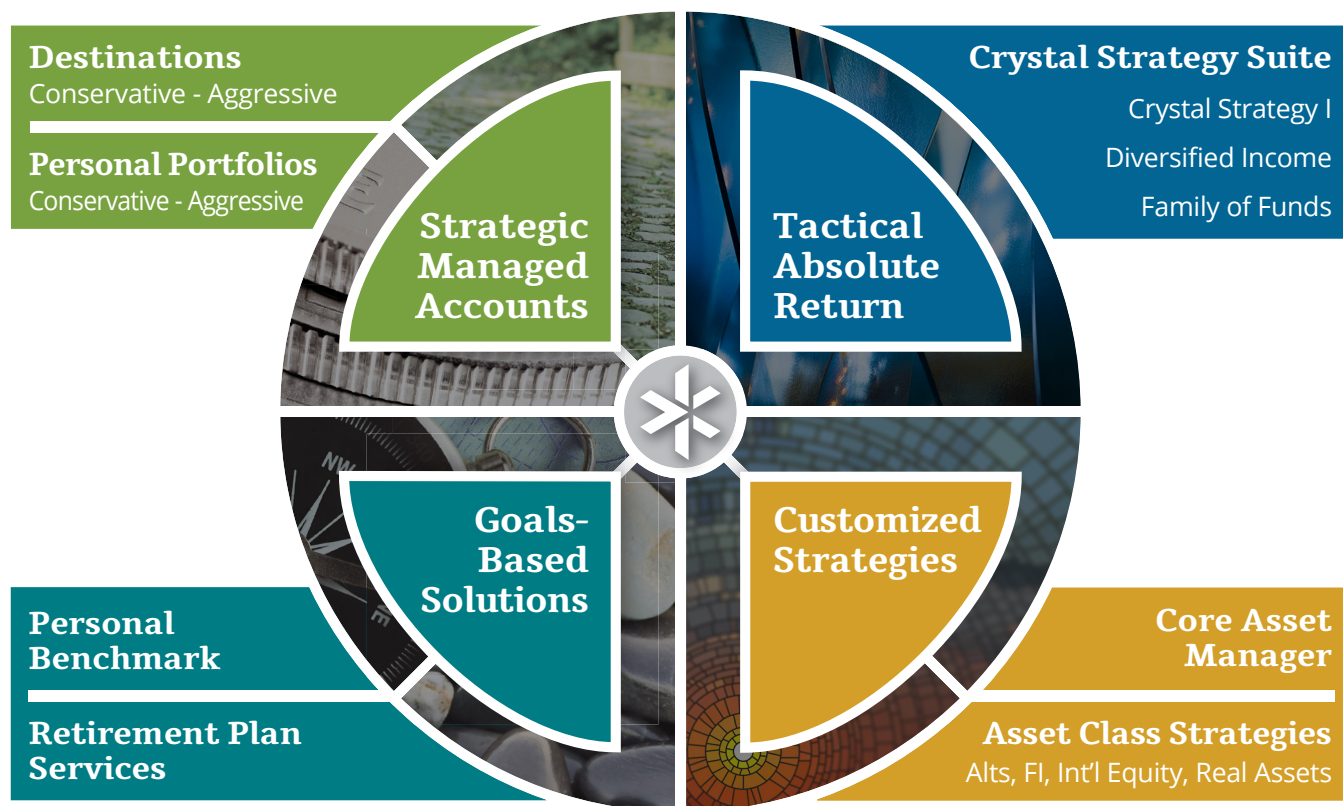 Destinations
Conservative - Aggressive
Personal Portfolios
Conservative - Aggressive
Strategic
Managed
Accounts
Tactical
Absolute
Return
Crystal Strategy Suite
Crystal Strategy I
Diversified Income
Family of Funds
NW
NE
Goals-
Based
Solutions
Personal
Benchmark
Retirement Plan
Services
Customized
Strategies
Core Asset
Manager
Asset Class Strategies
Alts, FI, Int’l Equity, Real Assets